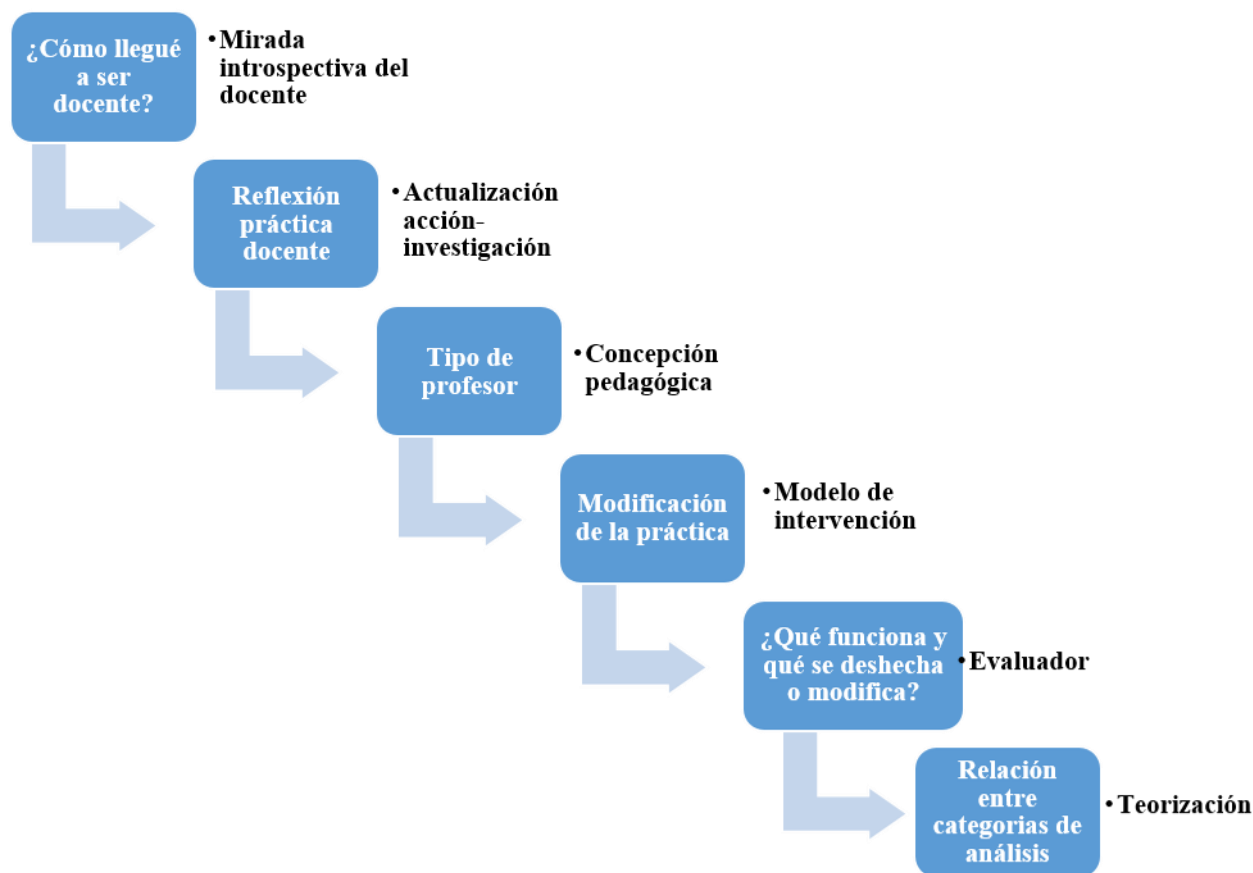 ¿Cómo llegué
a ser
docente?
•Mirada
introspectiva del
docente
Reflexión
práctica
docente
•Actualización
acción-
investigación
Tipo de
profesor
•Concepción
pedagógica
Modificación
de la práctica
•Modelo de
intervención
¿Qué funciona y
qué se deshecha
o modifica?
•Evaluador
Relación
entre
categorias de
análisis
•Teorización